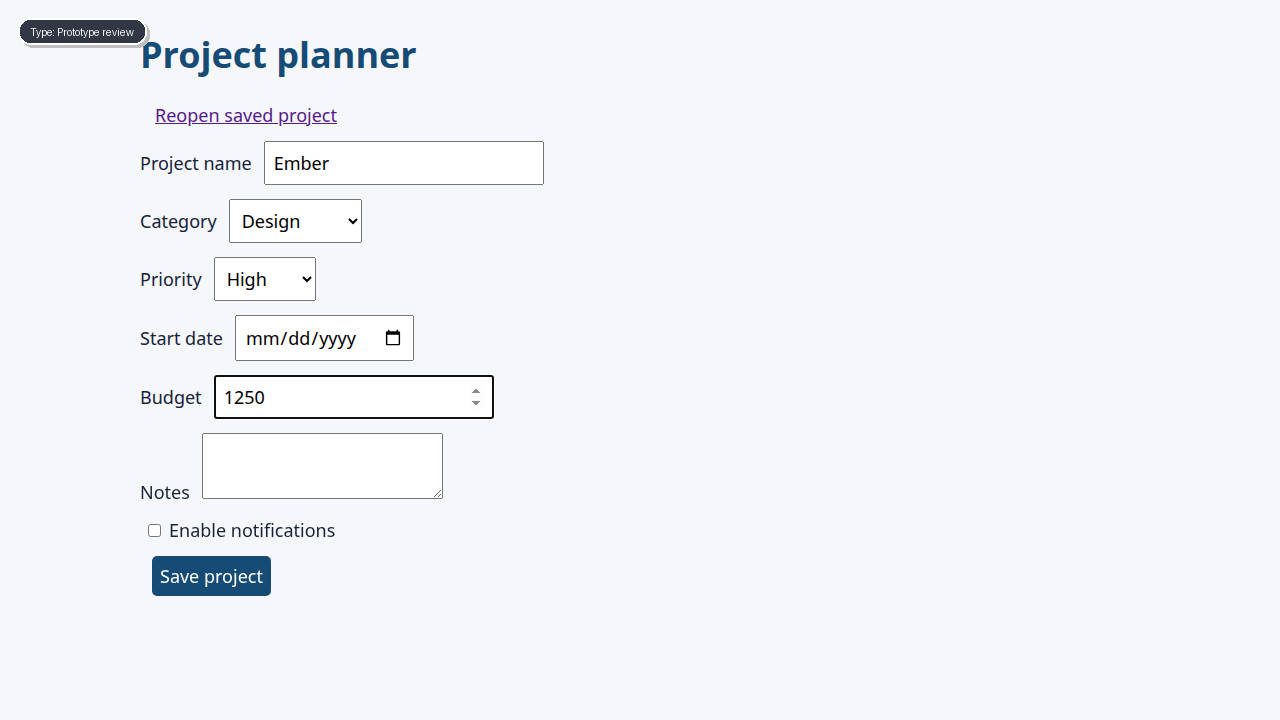 Type: Prototype review
Project planner
Reopen saved project
Project name Ember
Category Design
Priority High
Start date mm/dd/yyyy
Budget 1250
Notes
Enable notifications
Save project